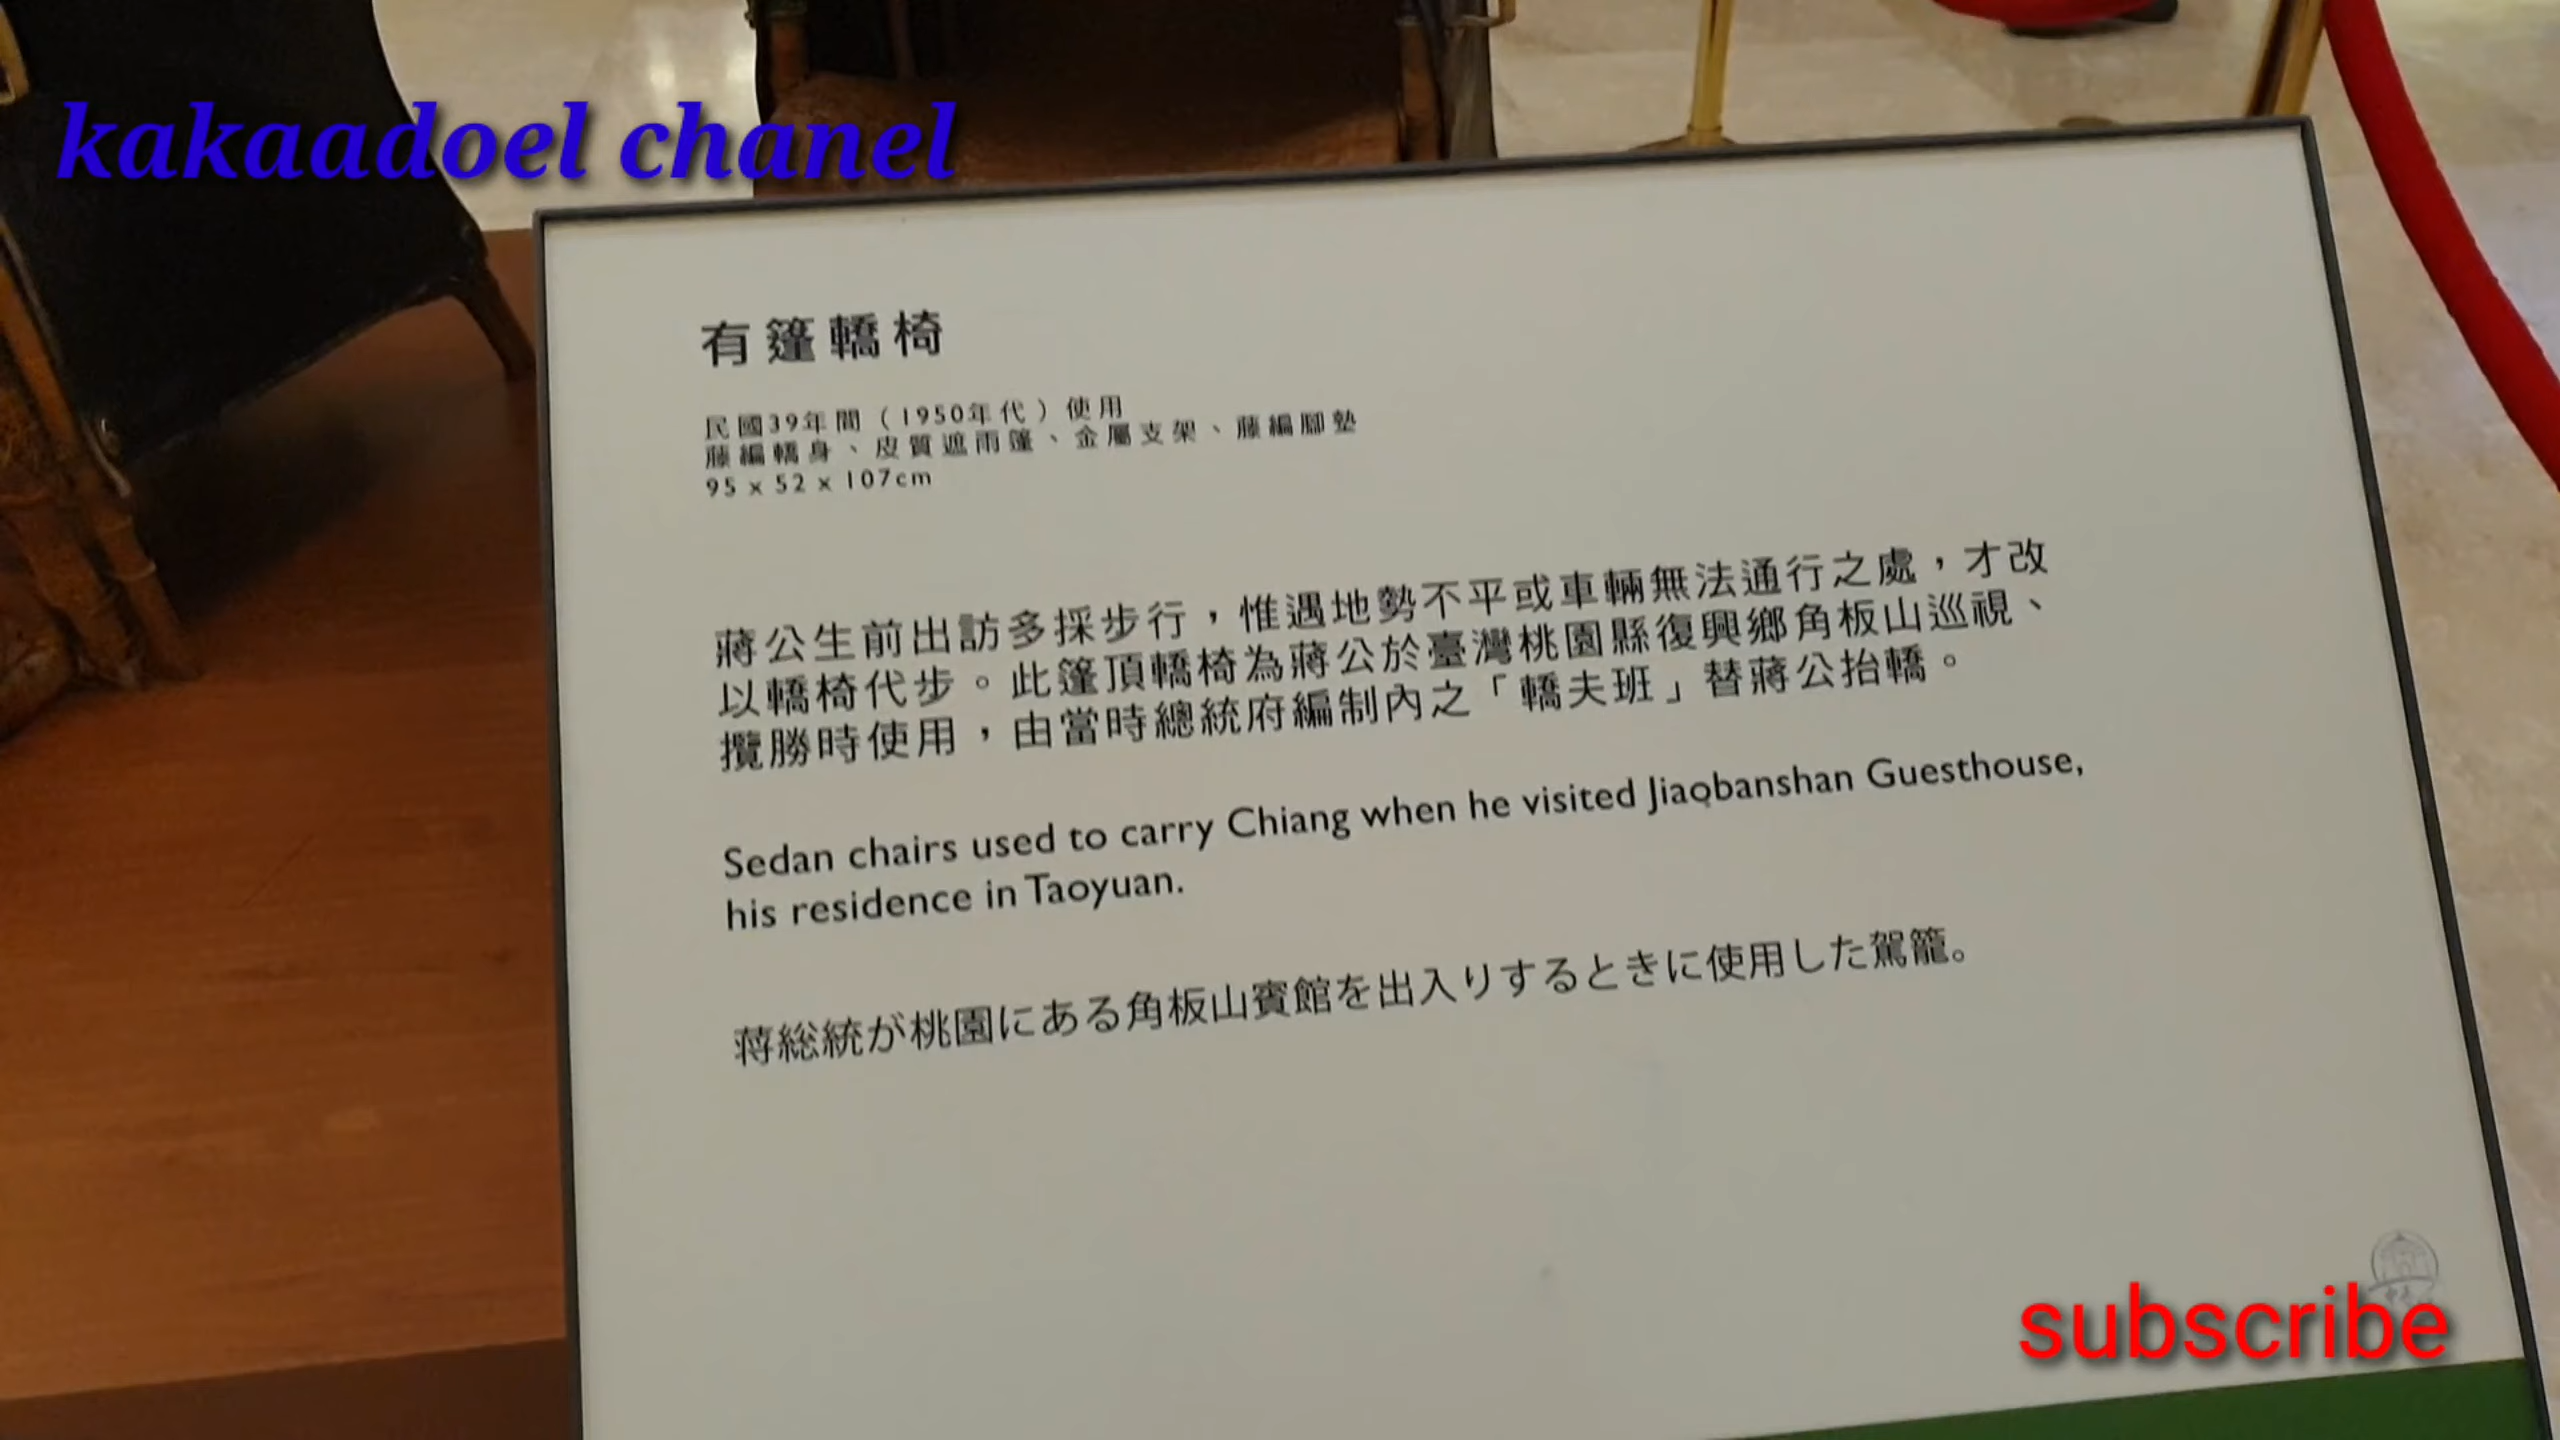 kakaadoel chanel
有篷轎椅
民國39年間（1950年代）使用
藤編轎身、皮質遮雨篷、金屬支架、藤編腳墊
95 x 52 x 107cm
蔣公生前出訪多採步行，惟遇地勢不平或車輛無法通行之處，才改
以轎椅代步。此篷頂轎椅為蔣公於臺灣桃園縣復興鄉角板山巡視、
攬勝時使用，由當時總統府編制內之「轎夫班」替蔣公抬轎。
Sedan chairs used to carry Chiang when he visited Jiaobanshan Guesthouse,
his residence in Taoyuan.
蒋総統が桃園にある角板山賓館を出入りするときに使用した駕籠。
subscribe